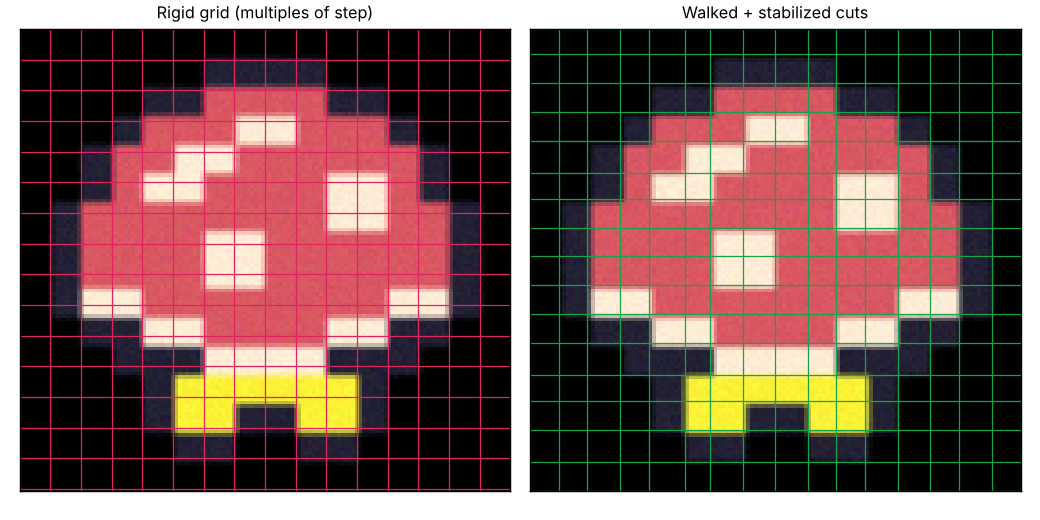 Rigid grid (multiples of step)
Walked + stabilized cuts